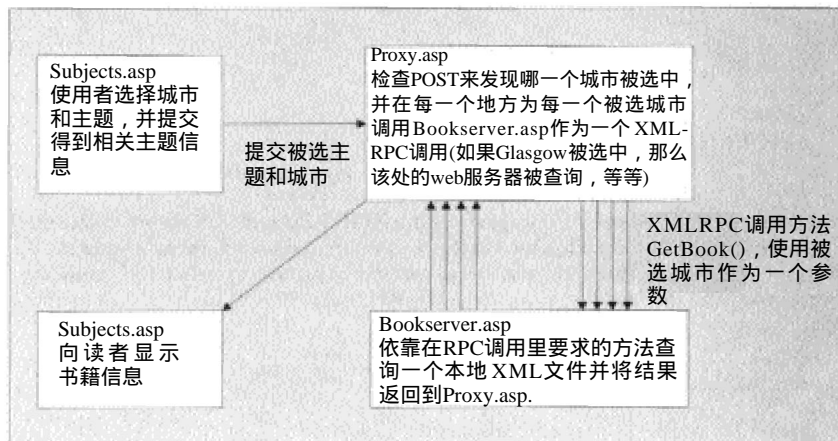 Subjects.asp
使用者选择城市
和主题，并提交
得到相关主题信
息
提交被选主
题和城市
Proxy.asp
检查POST来发现哪一个城市被选中，
并在每一个地方为每一个被选城市
调用Bookserver.asp作为一个 XML-
RPC调用(如果Glasgow被选中，那么
该处的web服务器被查询，等等)
XMLRPC调用方法
GetBook()，使用被
选城市作为一个参
数
Subjects.asp
向读者显示
书籍信息
Bookserver.asp
依靠在RPC调用里要求的方法查
询一个本地 XML文件并将结果
返回到Proxy.asp.